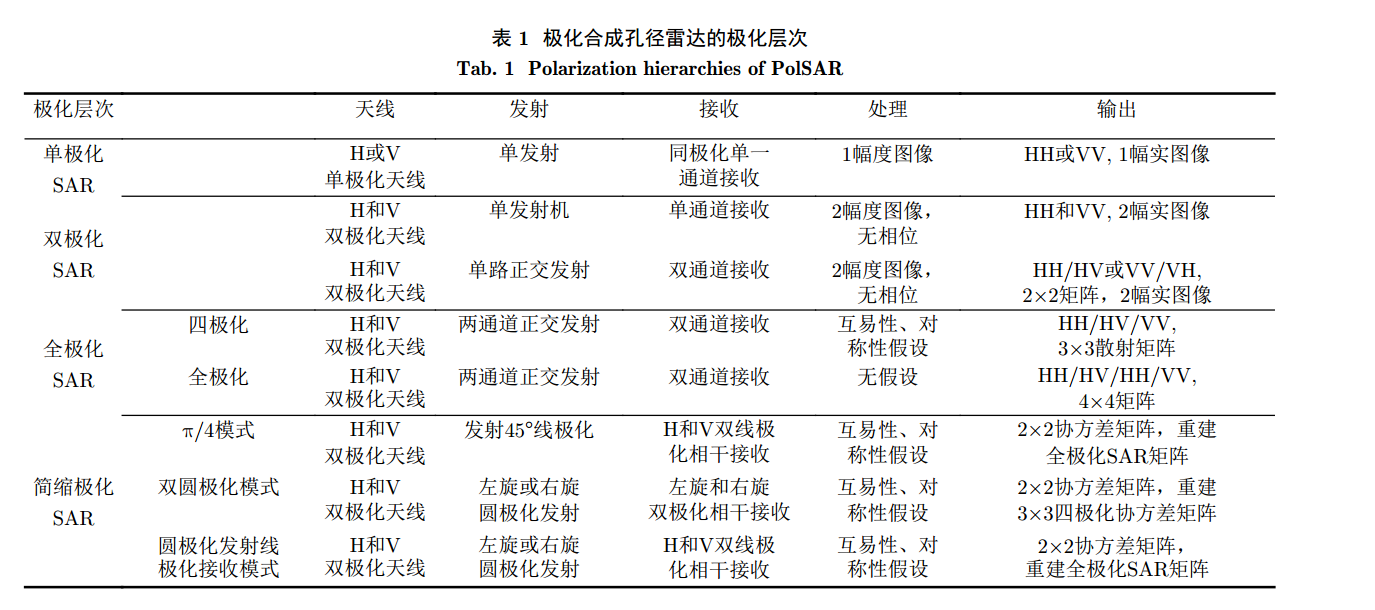 表 1 极化合成孔径雷达的极化层次
Tab. 1 Polarization hierarchies of PolSAR
极化层次 天线 发射 接收 处理 输出
单极化 H或V 单发射 同极化单一 1幅度图像 HH或VV, 1幅实图像
SAR 单极化天线 通道接收
H和V 单发射机 单通道接收 2幅度图像， HH和VV, 2幅实图像
双极化 双极化天线 无相位
SAR H和V 单路正交发射 双通道接收 2幅度图像， HH/HV或VV/VH,
双极化天线 无相位 2×2矩阵，2幅实图像
四极化 H和V 两通道正交发射 双通道接收 互易性、对 HH/HV/VV,
全极化 双极化天线 称性假设 3×3散射矩阵
SAR 全极化 H和V 两通道正交发射 双通道接收 无假设 HH/HV/HH/VV,
双极化天线 4×4矩阵
π/4模式 H和V 发射45°线极化 H和V双线极 互易性、对 2×2协方差矩阵，重建
双极化天线 化相干接收 称性假设 全极化SAR矩阵
简缩极化 双圆极化模式 H和V 左旋或右旋 左旋和右旋 互易性、对 2×2协方差矩阵，重建
SAR 双极化天线 圆极化发射 双极化相干接收 称性假设 3×3四极化协方差矩阵
圆极化发射线 H和V 左旋或右旋 H和V双线极 互易性、对 2×2协方差矩阵，
极化接收模式 双极化天线 圆极化发射 化相干接收 称性假设 重建全极化SAR矩阵